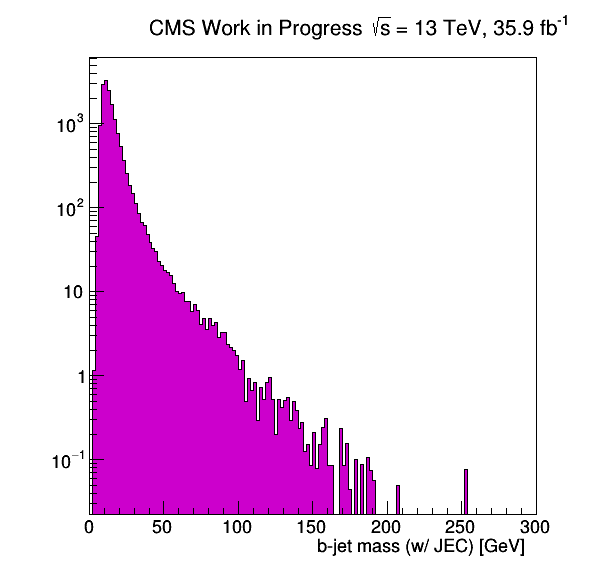 CMS Work in Progress √s = 13 TeV, 35.9 fb⁻¹
10³
10²
10
1
10⁻¹
0 50 100 150 200 250 300
b-jet mass (w/ JEC) [GeV]